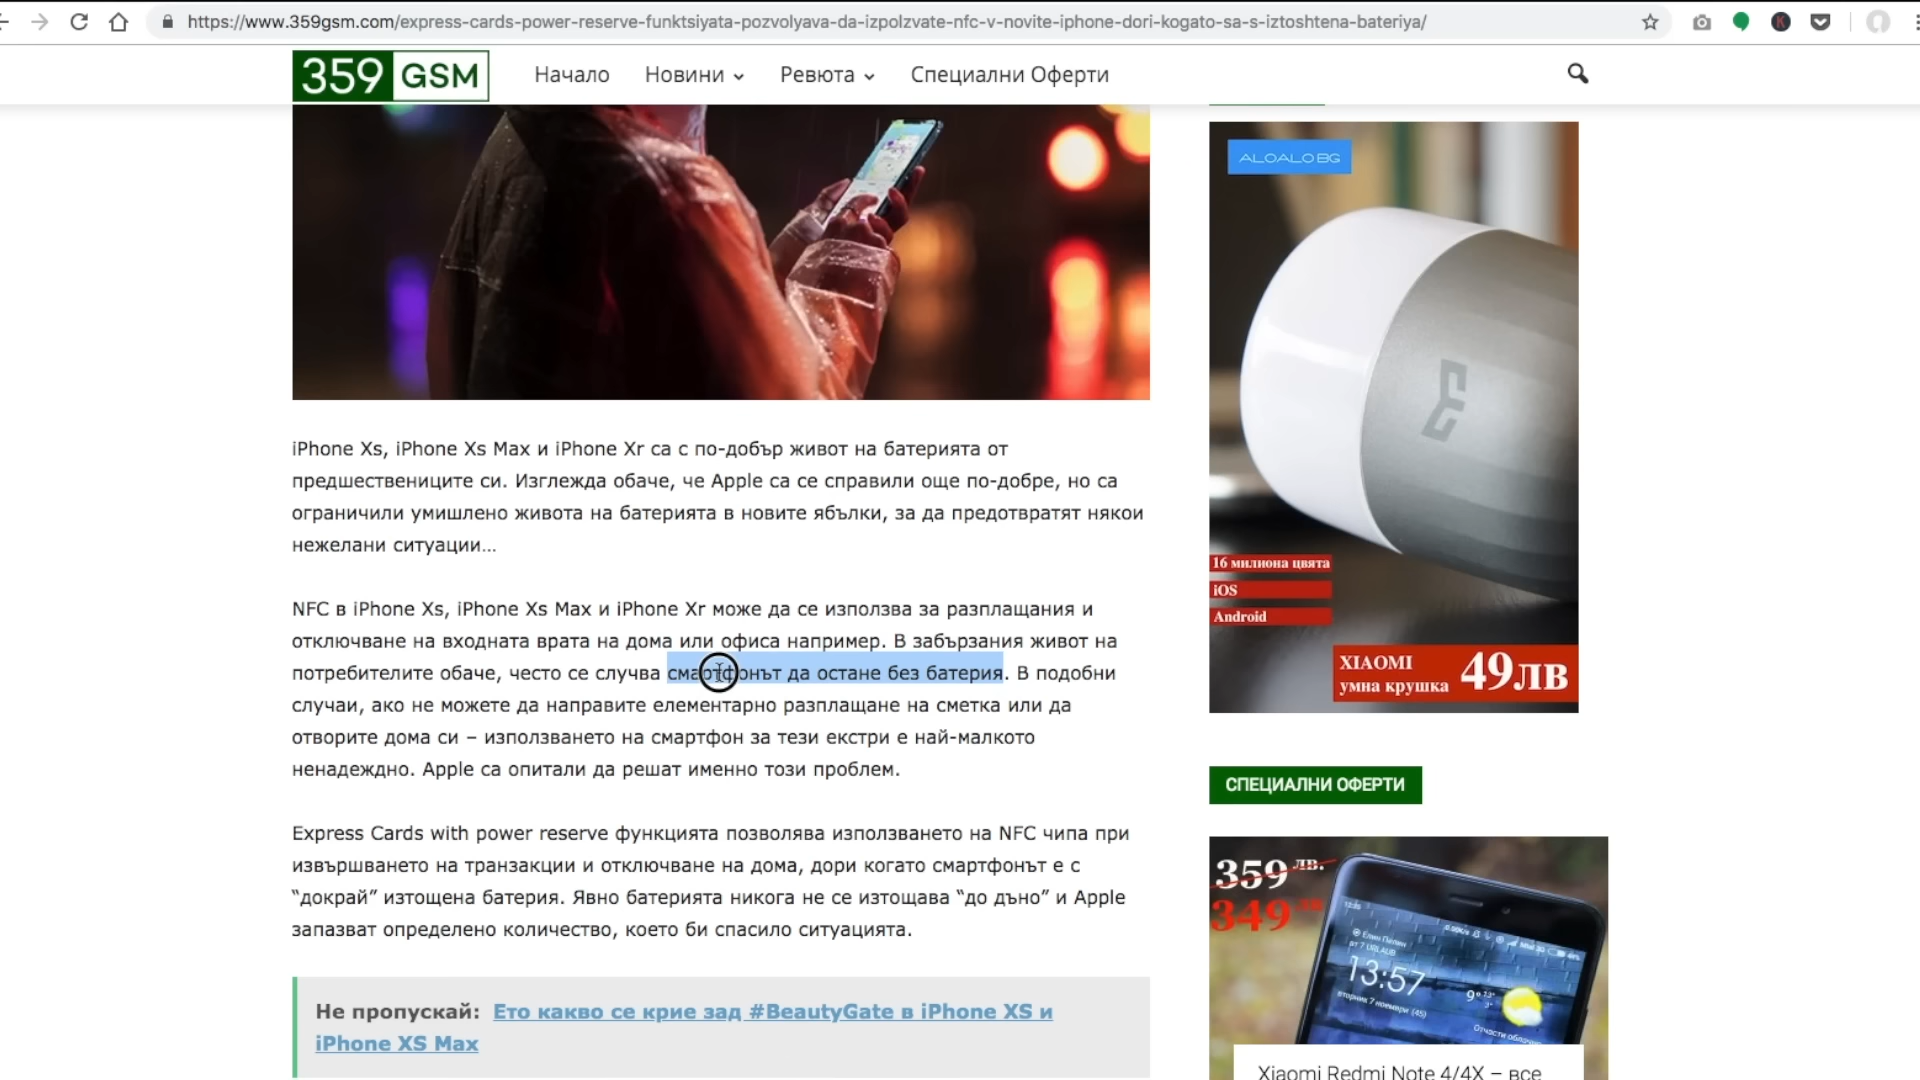 https://www.359gsm.com/express-cards-power-reserve-funktsiyata-pozvolyava-da-izpolzvate-nfc-v-novite-iphone-dori-kogato-sa-s-iztoshtena-bateriya/
359 GSM
Начало
Новини
Ревюта
Специални Оферти
iPhone Xs, iPhone Xs Max и iPhone Xr са с по-добър живот на батерията от
предшествениците си. Изглежда обаче, че Apple са се справили още по-добре, но са
ограничили умишлено живота на батерията в новите ябълки, за да предотвратят някои
нежелани ситуации…
NFC в iPhone Xs, iPhone Xs Max и iPhone Xr може да се използва за разплащания и
отключване на входната врата на дома или офиса например. В забързания живот на
потребителите обаче, често се случва смартфонът да остане без батерия. В подобни
случаи, ако не можете да направите елементарно разплащане на сметка или да
отворите дома си – използването на смартфон за тези екстри е най-малкото
ненадеждно. Apple са опитали да решат именно този проблем.
Express Cards with power reserve функцията позволява използването на NFC чипа при
извършването на транзакции и отключване на дома, дори когато смартфонът е с
“докрай” изтощена батерия. Явно батерията никога не се изтощава “до дъно” и Apple
запазват определено количество, което би спасило ситуацията.
Не пропускай: Ето какво се крие зад #BeautyGate в iPhone XS и
iPhone XS Max
ALOALO BG
16 милиона цвята
iOS
Android
XIAOMI
умна крушка
49лв
СПЕЦИАЛНИ ОФЕРТИ
359 лв.
349
Елин Пелин
13:57
вторник 7 ноември (45)
9°
Xiaomi Redmi Note 4/4X – все